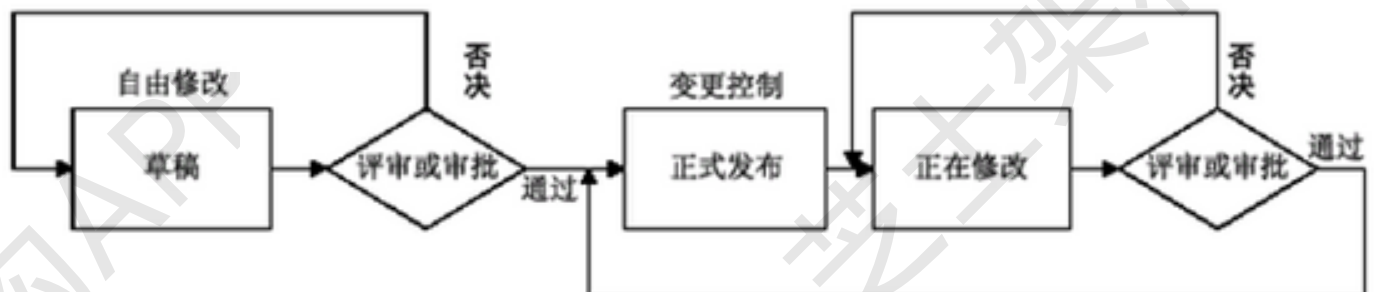 自由修改
草稿
否决
评审或审批
通过
变更控制
正式发布
正在修改
否决
评审或审批
通过